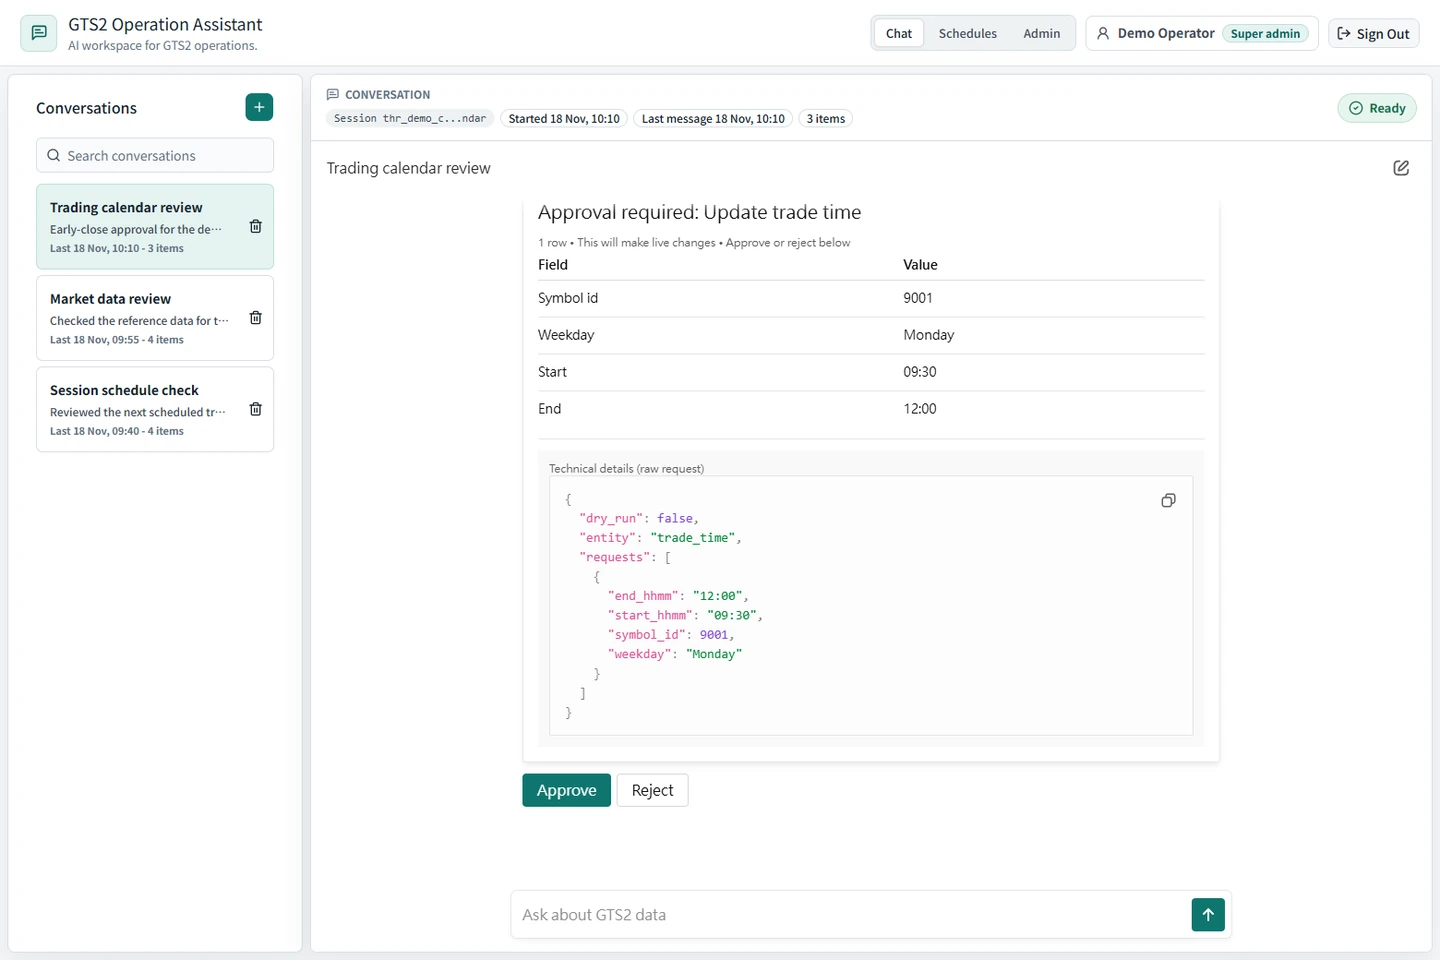 GTS2 Operation Assistant
AI workspace for GTS2 operations.
Chat
Schedules
Admin
Demo Operator
Super admin
Sign Out
Conversations
+
Search conversations
Trading calendar review
Early-close approval for the de···
Last 18 Nov, 10:10 - 3 items
Market data review
Checked the reference data for t···
Last 18 Nov, 09:55 - 4 items
Session schedule check
Reviewed the next scheduled tr···
Last 18 Nov, 09:40 - 4 items
CONVERSATION
Session thr_demo_c...ndar
Started 18 Nov, 10:10
Last message 18 Nov, 10:10
3 items
Ready
Trading calendar review
Approval required: Update trade time
1 row • This will make live changes • Approve or reject below
Field Value
Symbol id 9001
Weekday Monday
Start 09:30
End 12:00
Technical details (raw request)
{
"dry_run": false,
"entity": "trade_time",
"requests": [
{
"end_hhmm": "12:00",
"start_hhmm": "09:30",
"symbol_id": 9001,
"weekday": "Monday"
}
]
}
Approve
Reject
Ask about GTS2 data